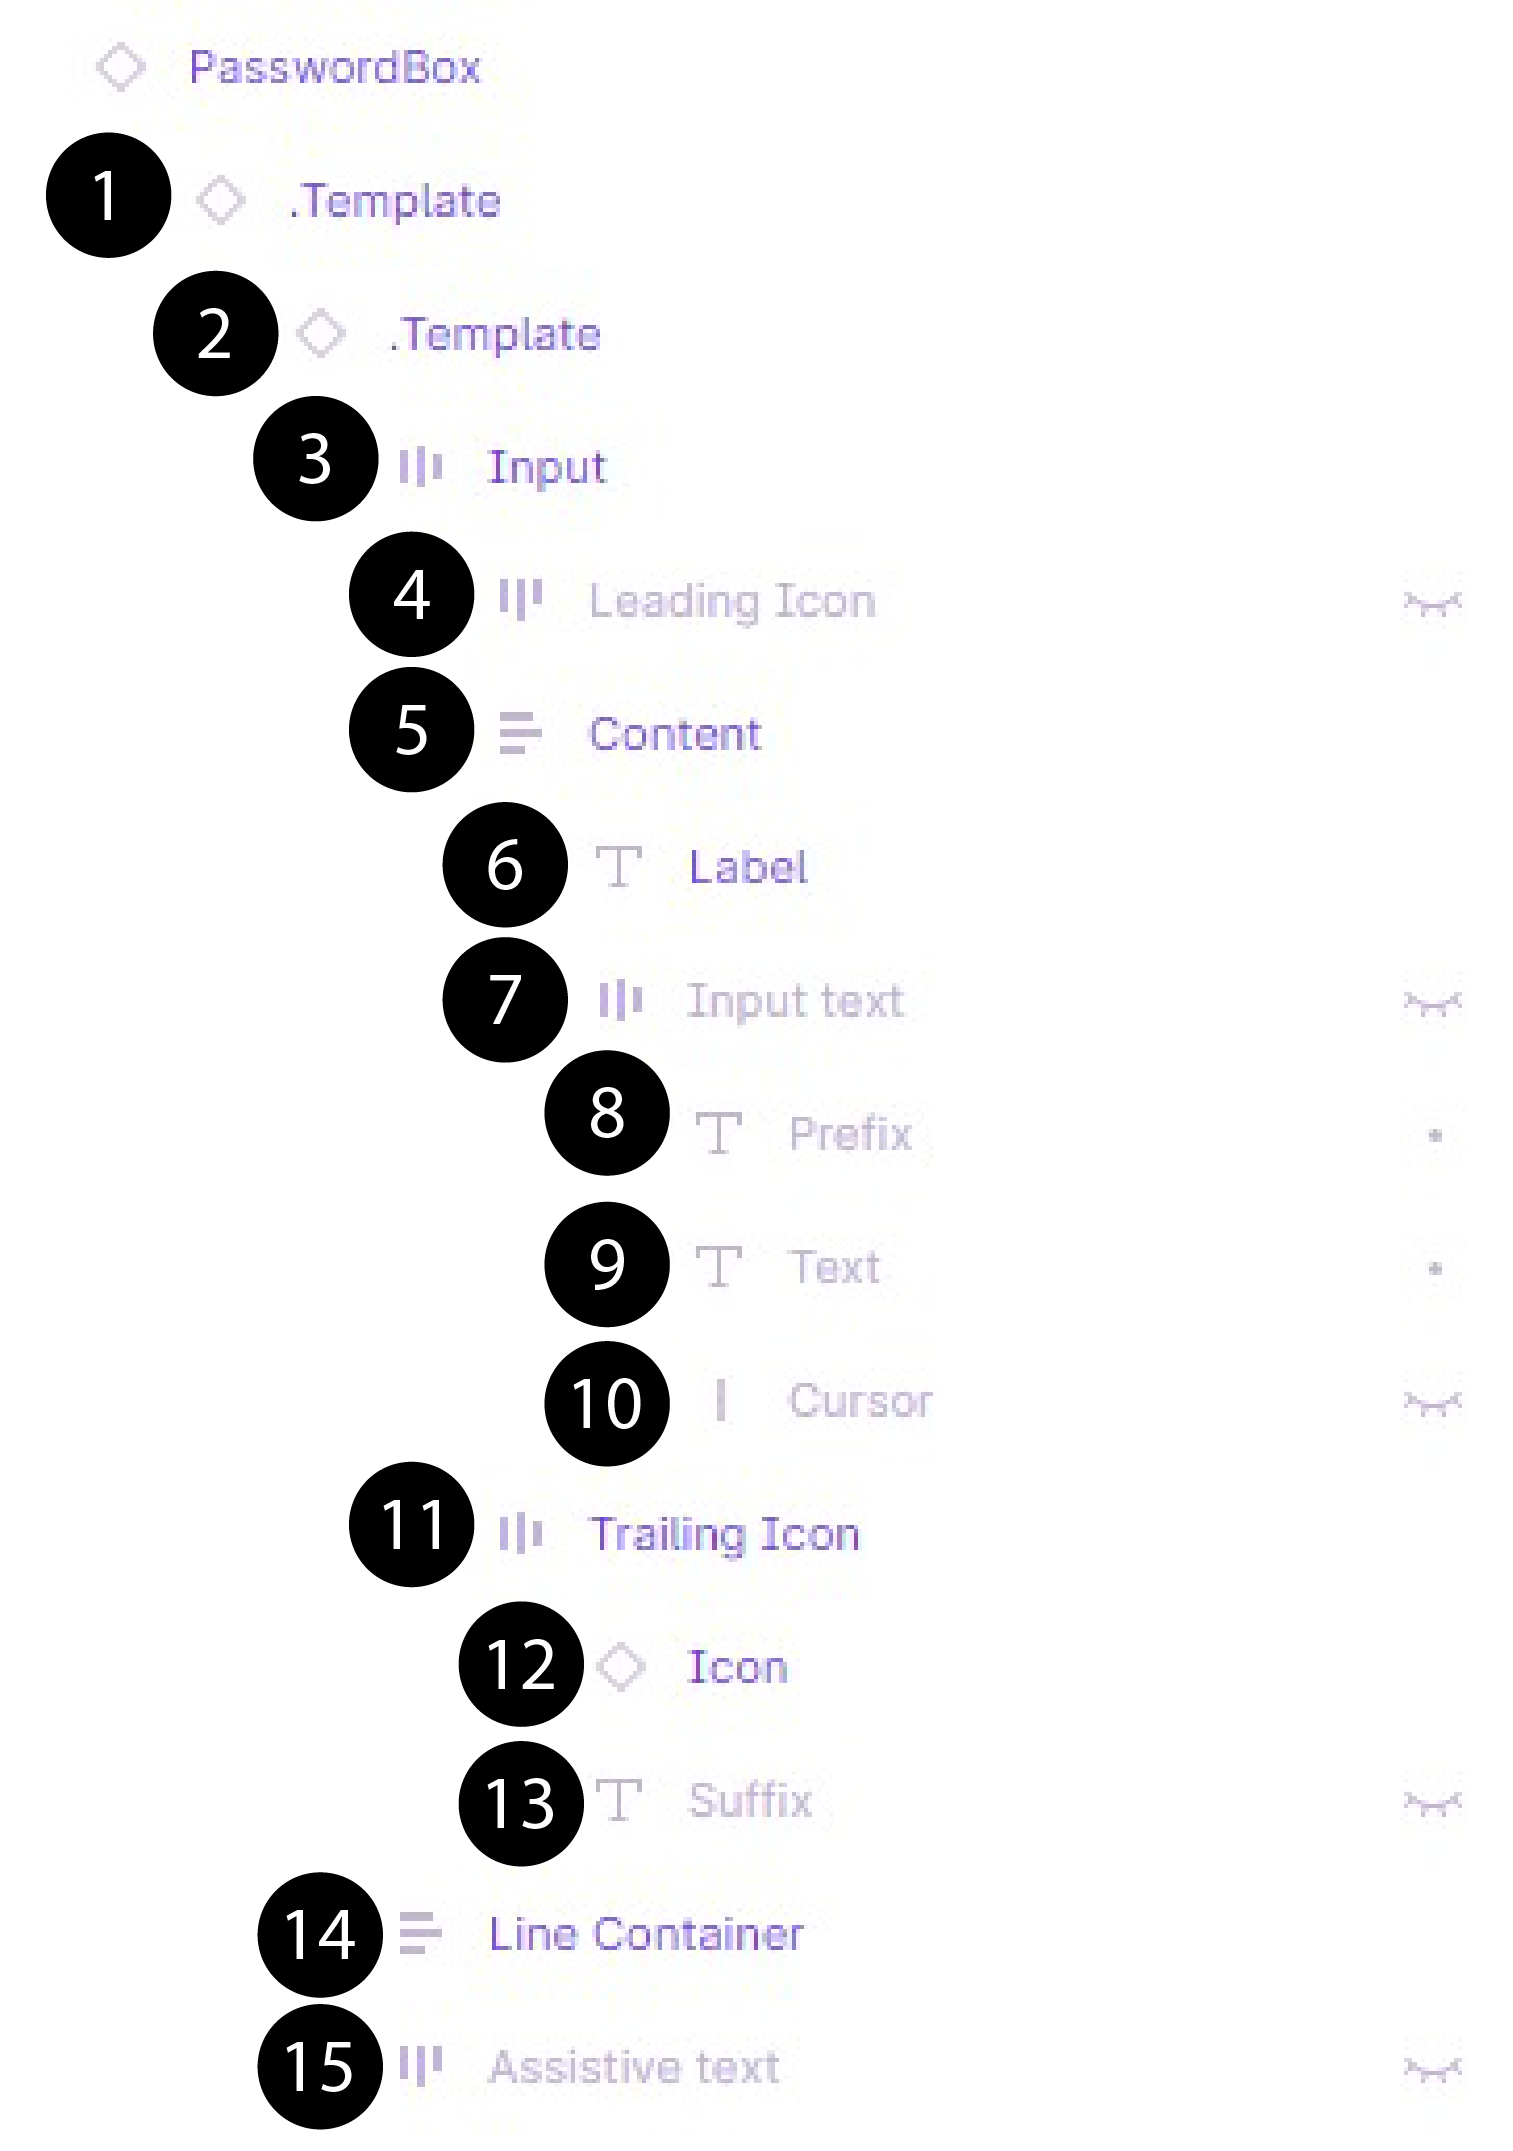 PasswordBox
1 .Template
2 .Template
3 Input
4 Leading Icon
5 Content
6 Label
7 Input text
8 Prefix
9 Text
10 Cursor
11 Trailing Icon
12 Icon
13 Suffix
14 Line Container
15 Assistive text